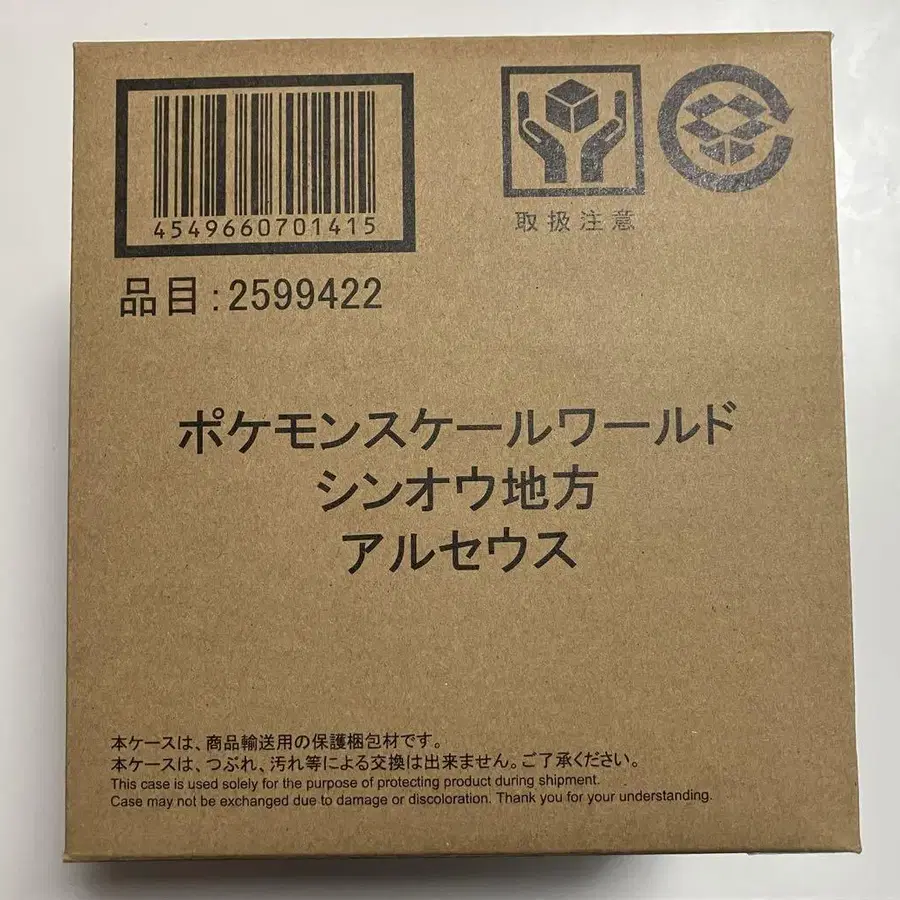 4549660701415
取扱注意
品目:2599422
ポケモンスケールワールド
シンオウ地方
アルセウス
本ケースは、商品輸送用の保護梱包材です。
本ケースは、つぶれ、汚れ等による交換は出来ません。ご了承ください。
This case is used solely for the purpose of protecting product during shipment.
Case may not be exchanged due to damage or discoloration. Thank you for your understanding.